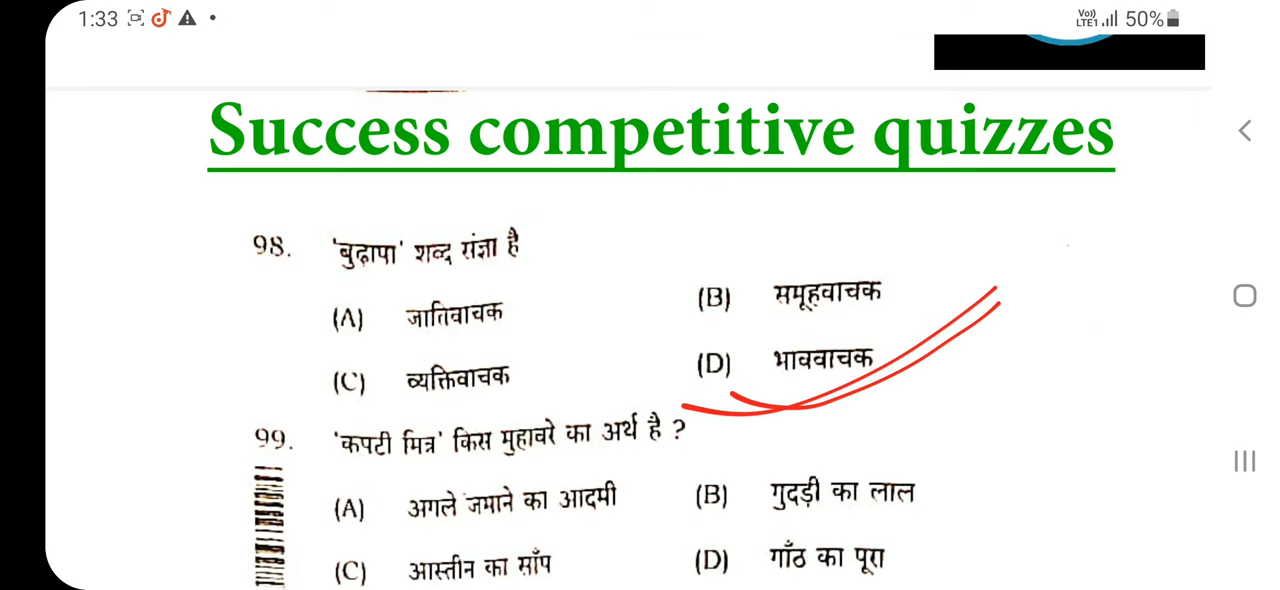 1:33 Vo)) LTE1 50%
Success competitive quizzes
98. 'बुढ़ापा' शब्द संज्ञा है
(A) जातिवाचक (B) समूहवाचक
(C) व्यक्तिवाचक (D) भाववाचक
99. 'कपटी मित्र' किस मुहावरे का अर्थ है ?
(A) अगले जमाने का आदमी (B) गुदड़ी का लाल
(C) आस्तीन का साँप (D) गाँठ का पूरा